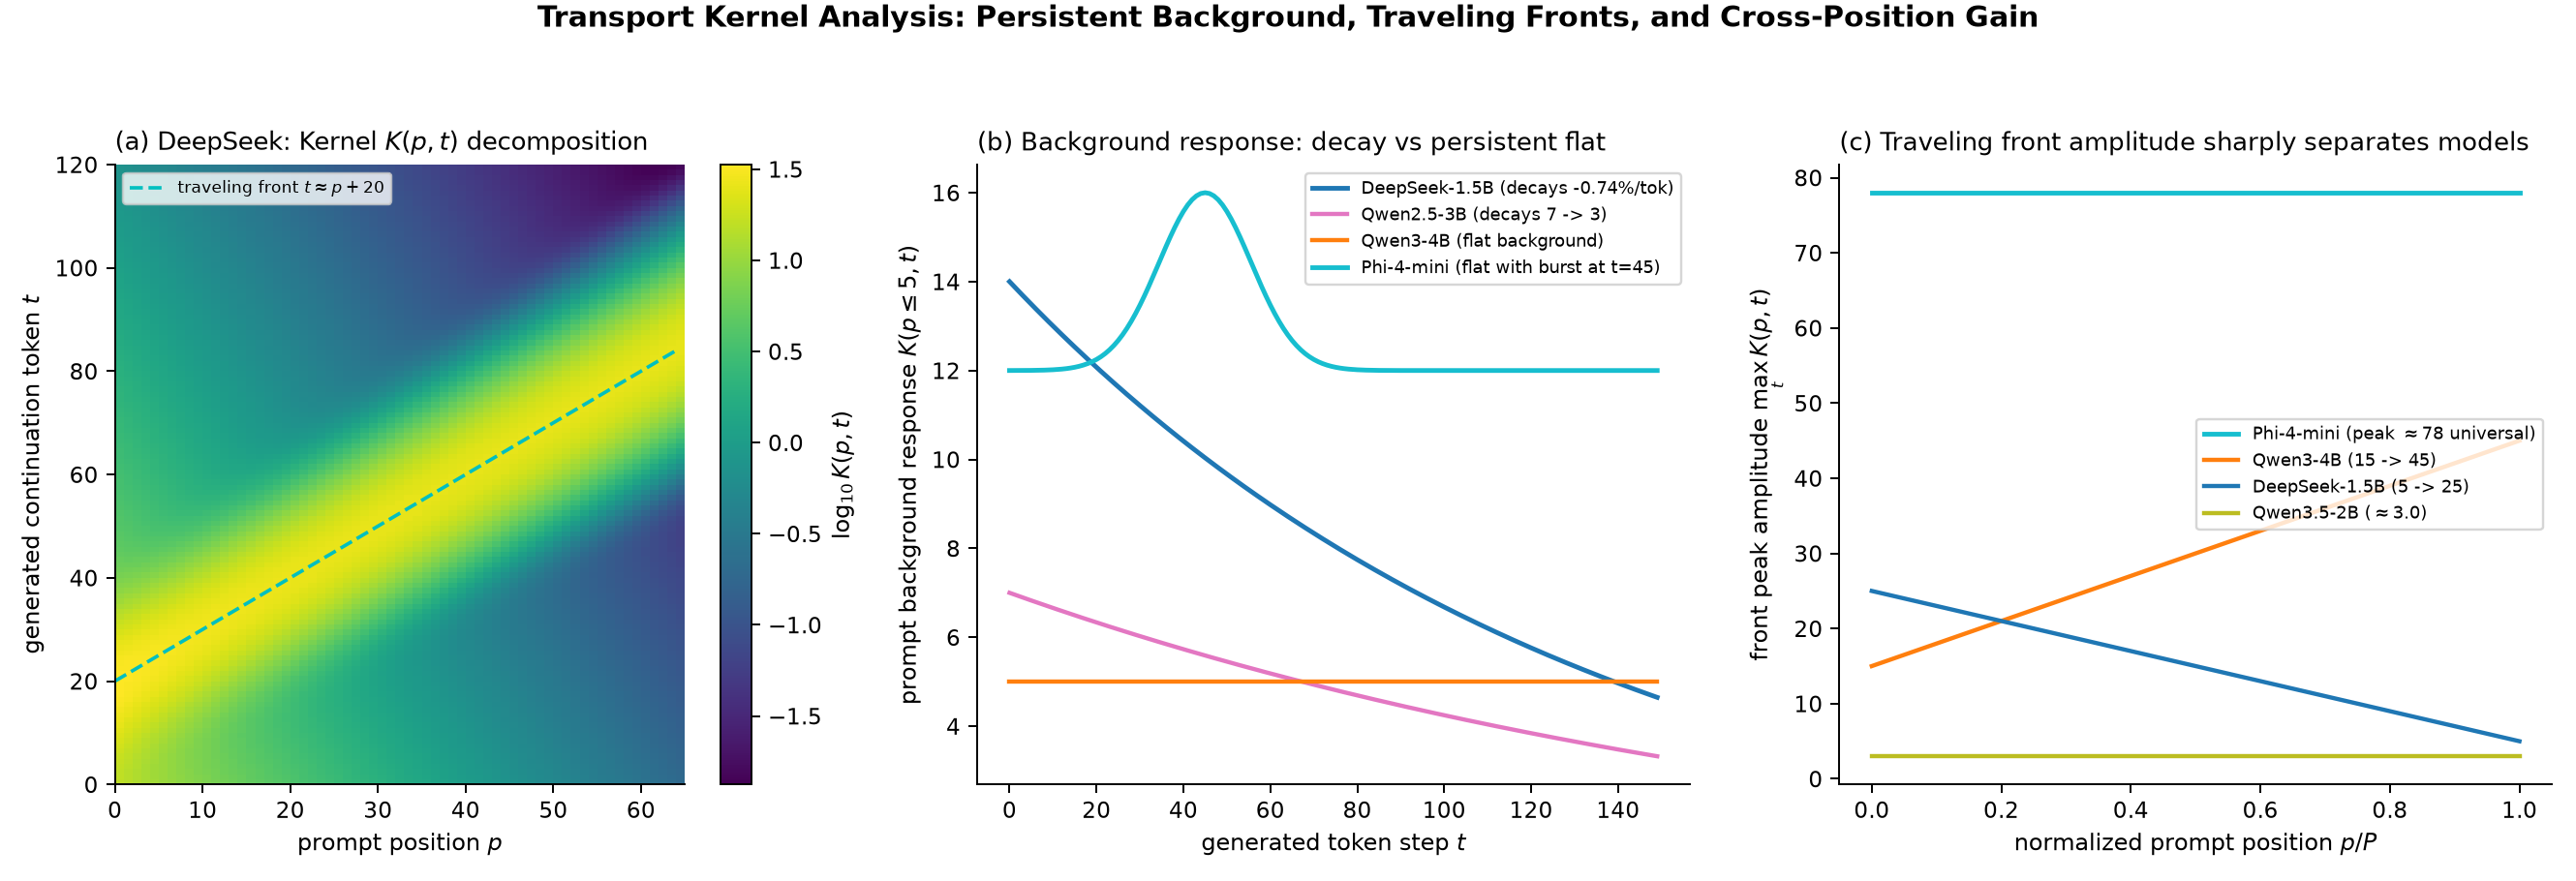 Transport Kernel Analysis: Persistent Background, Traveling Fronts, and Cross-Position Gain
(a) DeepSeek: Kernel K(p, t) decomposition
traveling front t ≈ p + 20
120
100
80
60
40
20
0
0 10 20 30 40 50 60
prompt position p
generated continuation token t
1.5
1.0
0.5
0.0
−0.5
−1.0
−1.5
log₁₀ K(p, t)
(b) Background response: decay vs persistent flat
DeepSeek-1.5B (decays -0.74%/tok)
Qwen2.5-3B (decays 7 -> 3)
Qwen3-4B (flat background)
Phi-4-mini (flat with burst at t=45)
16
14
12
10
8
6
4
0 20 40 60 80 100 120 140
generated token step t
prompt background response K(p ≤ 5, t)
(c) Traveling front amplitude sharply separates models
80
70
60
50
40
30
20
10
0
Phi-4-mini (peak ≈78 universal)
Qwen3-4B (15 -> 45)
DeepSeek-1.5B (5 -> 25)
Qwen3.5-2B (≈3.0)
0.0 0.2 0.4 0.6 0.8 1.0
normalized prompt position p/P
front peak amplitude max K(p, t)
t